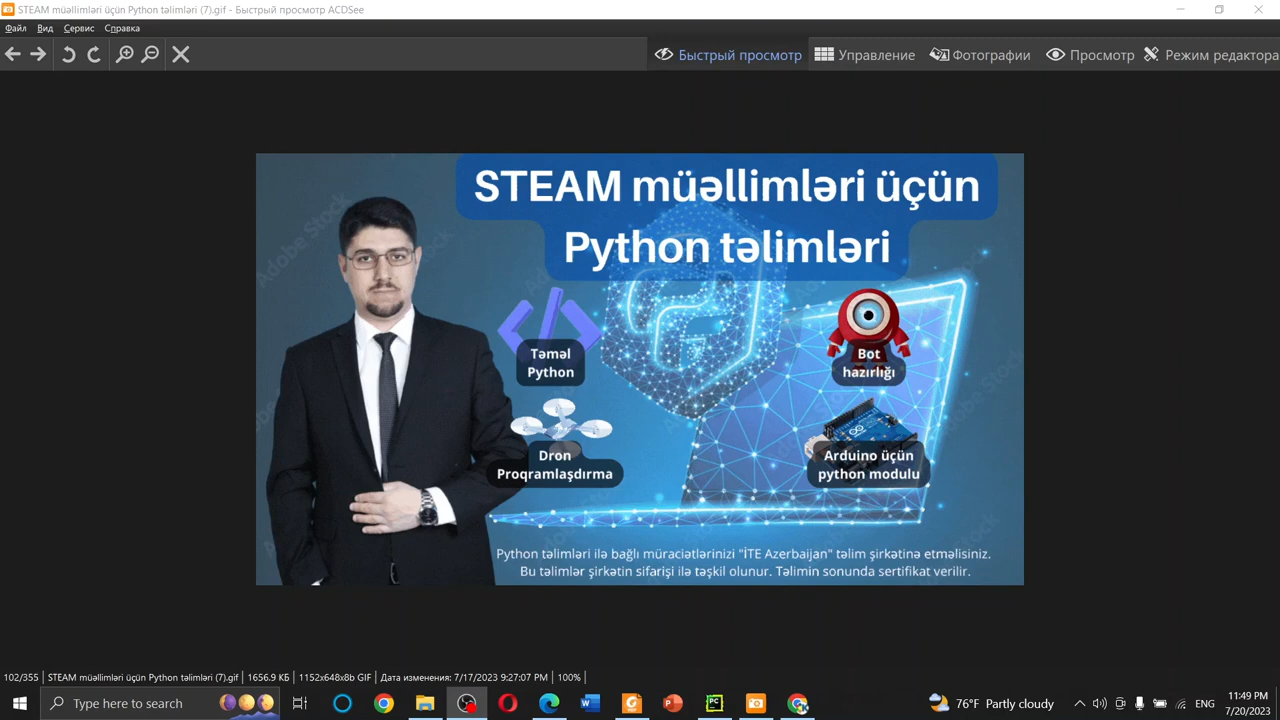 STEAM müəllimləri üçün Python təlimləri (7).gif - Быстрый просмотр ACDSee
Файл Вид Сервис Справка
Быстрый просмотр Управление Фотографии Просмотр Режим редактора
STEAM müəllimləri üçün
Python təlimləri
Təməl
Python
Bot
hazırlığı
Dron
Proqramlaşdırma
Arduino üçün
python modulu
Python təlimləri ilə bağlı müraciətlərinizi "İTE Azerbaijan" təlim şirkətinə etməlisiniz.
Bu təlimlər şirkətin sifarişi ilə təşkil olunur. Təlimin sonunda sertifikat verilir.
Adobe Stock
102/355 STEAM müəllimləri üçün Python təlimləri (7).gif 1656.9 КБ 1152x648x8b GIF Дата изменения: 7/17/2023 9:27:07 PM 100%
Type here to search
76°F Partly cloudy
ENG
11:49 PM
7/20/2023